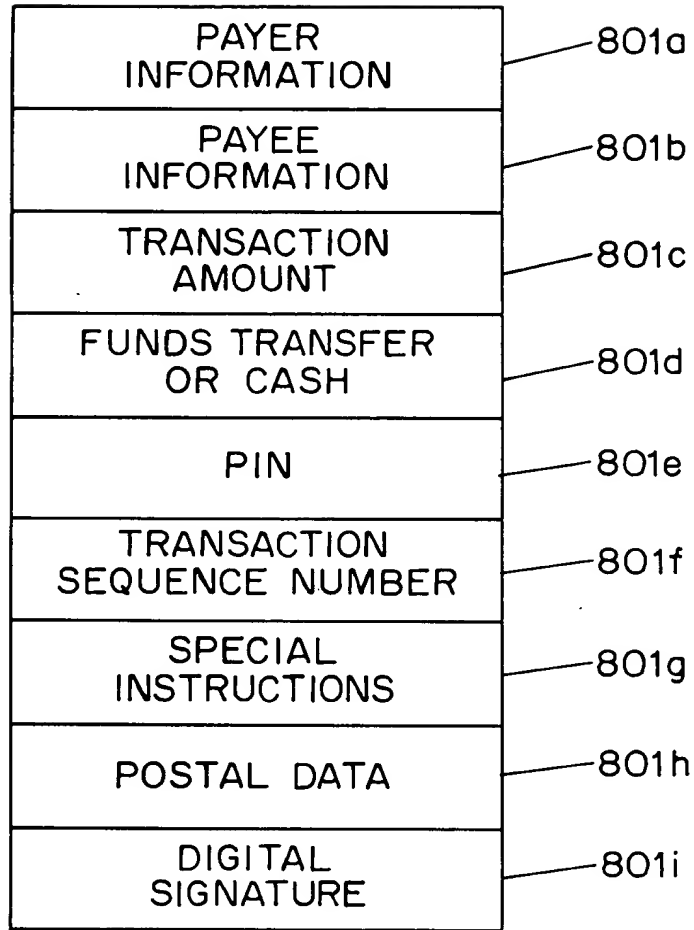 PAYER
INFORMATION
801a
PAYEE
INFORMATION
801b
TRANSACTION
AMOUNT
801c
FUNDS TRANSFER
OR CASH
801d
PIN
801e
TRANSACTION
SEQUENCE NUMBER
801f
SPECIAL
INSTRUCTIONS
801g
POSTAL DATA
801h
DIGITAL
SIGNATURE
801i